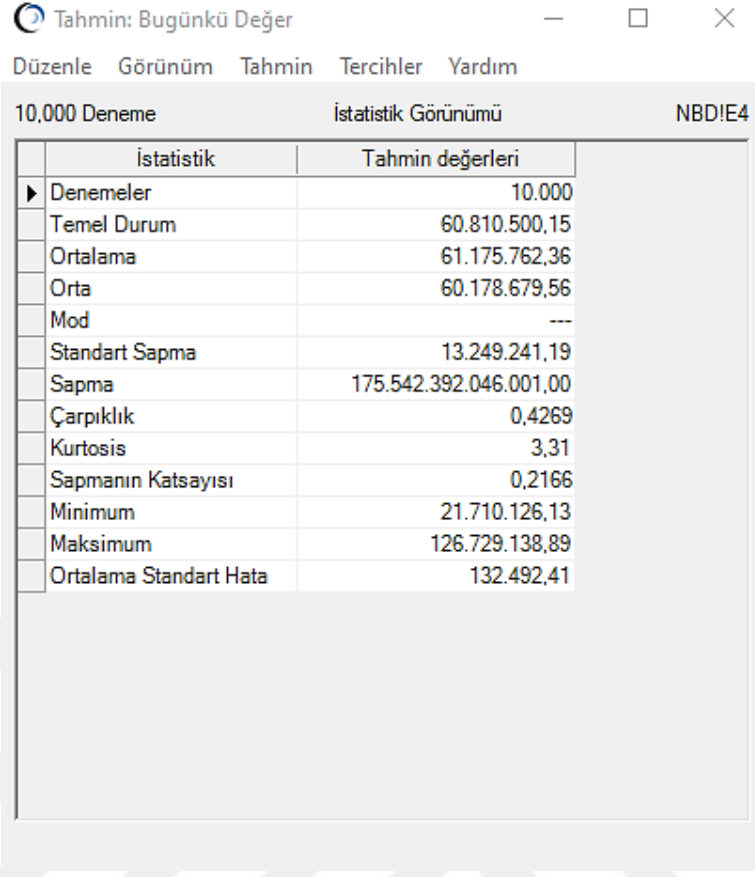 Tahmin: Bugünkü Değer
Düzenle Görünüm Tahmin Tercihler Yardım
10,000 Deneme İstatistik Görünümü NBD!E4
İstatistik Tahmin değerleri
Denemeler 10.000
Temel Durum 60.810.500,15
Ortalama 61.175.762,36
Orta 60.178.679,56
Mod ---
Standart Sapma 13.249.241,19
Sapma 175.542.392.046.001,00
Çarpıklık 0,4269
Kurtosis 3,31
Sapmanın Katsayısı 0,2166
Minimum 21.710.126,13
Maksimum 126.729.138,89
Ortalama Standart Hata 132.492,41